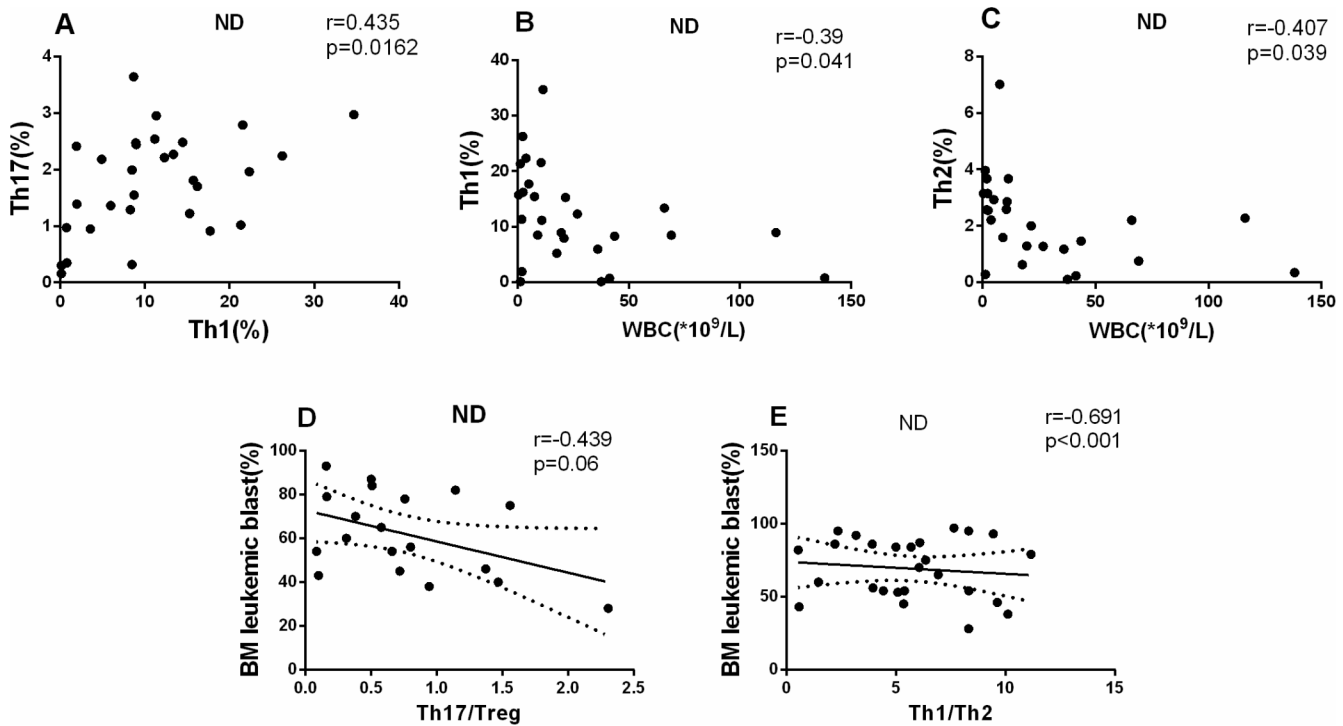 A
ND
r=0.435
p=0.0162
Th17(%)
4
3
2
1
0
0
10
20
30
40
Th1(%)
B
ND
r=-0.39
p=0.041
Th1(%)
40
30
20
10
0
0
50
100
150
WBC(*10⁹/L)
C
ND
r=-0.407
p=0.039
Th2(%)
8
6
4
2
0
0
50
100
150
WBC(*10⁹/L)
D
ND
r=-0.439
p=0.06
BM leukemic blast(%)
100
80
60
40
20
0
0.0
0.5
1.0
1.5
2.0
2.5
Th17/Treg
E
ND
r=-0.691
p<0.001
BM leukemic blast(%)
150
100
50
0
0
5
10
15
Th1/Th2